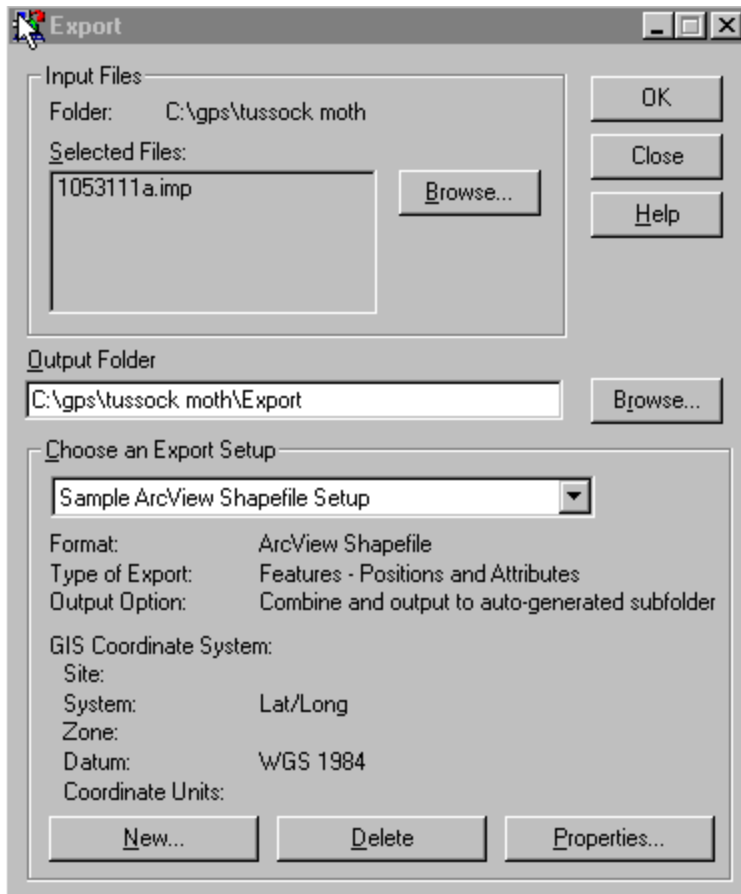 Export
Input Files
Folder: C:\gps\tussock moth
Selected Files:
1053111a.imp
Browse...
OK
Close
Help
Output Folder
C:\gps\tussock moth\Export
Browse...
Choose an Export Setup
Sample ArcView Shapefile Setup
Format: ArcView Shapefile
Type of Export: Features - Positions and Attributes
Output Option: Combine and output to auto-generated subfolder
GIS Coordinate System:
Site:
System: Lat/Long
Zone:
Datum: WGS 1984
Coordinate Units:
New... Delete Properties...